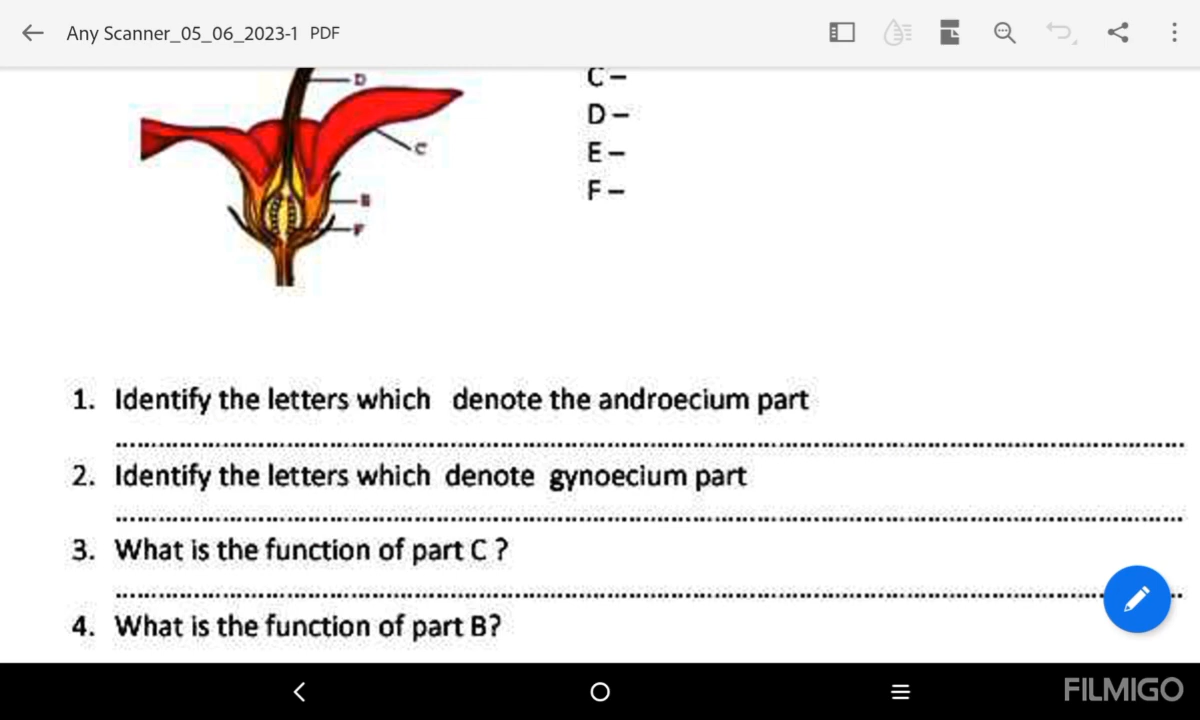 Any Scanner_05_06_2023-1 PDF
D
C –
D –
C
E –
B
F –
F
1. Identify the letters which denote the androecium part
2. Identify the letters which denote gynoecium part
3. What is the function of part C ?
4. What is the function of part B?
FILMIGO